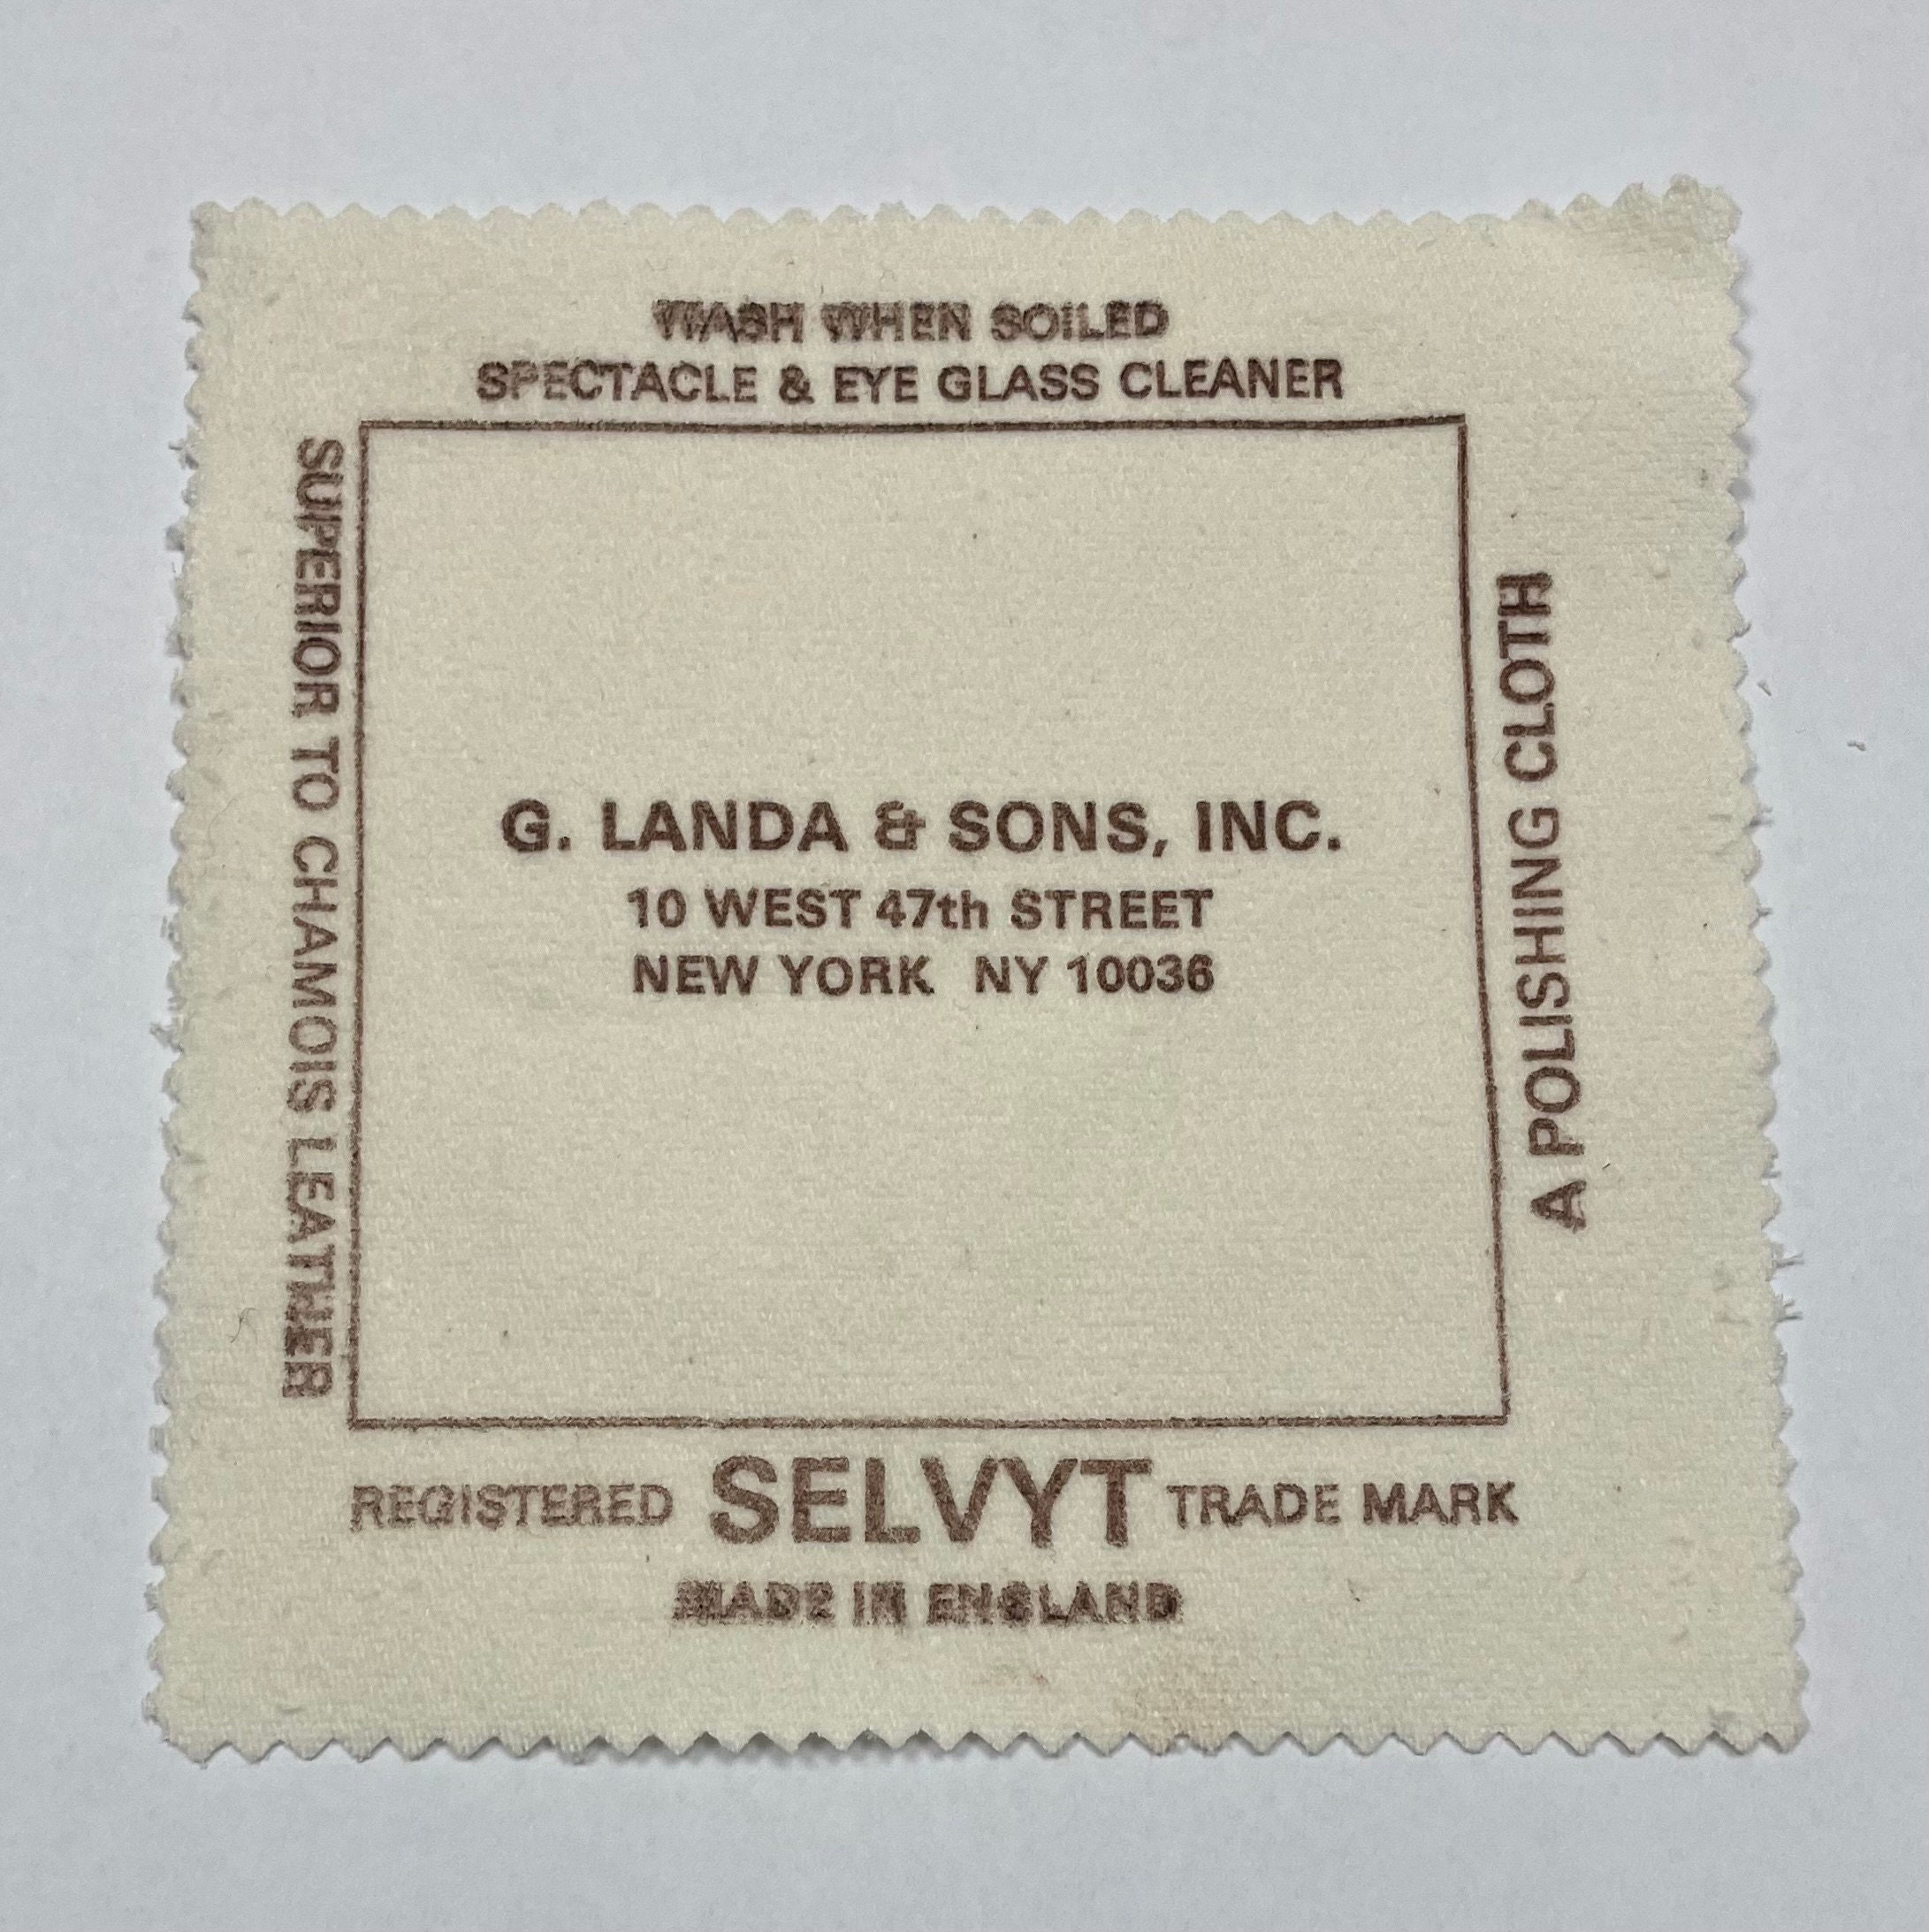 WASH WHEN SOILED
SPECTACLE & EYE GLASS CLEANER
SUPERIOR TO CHAMOIS LEATHER
G. LANDA & SONS, INC.
10 WEST 47th STREET
NEW YORK NY 10036
A POLISHING CLOTH
REGISTERED SELVYT TRADE MARK
MADE IN ENGLAND